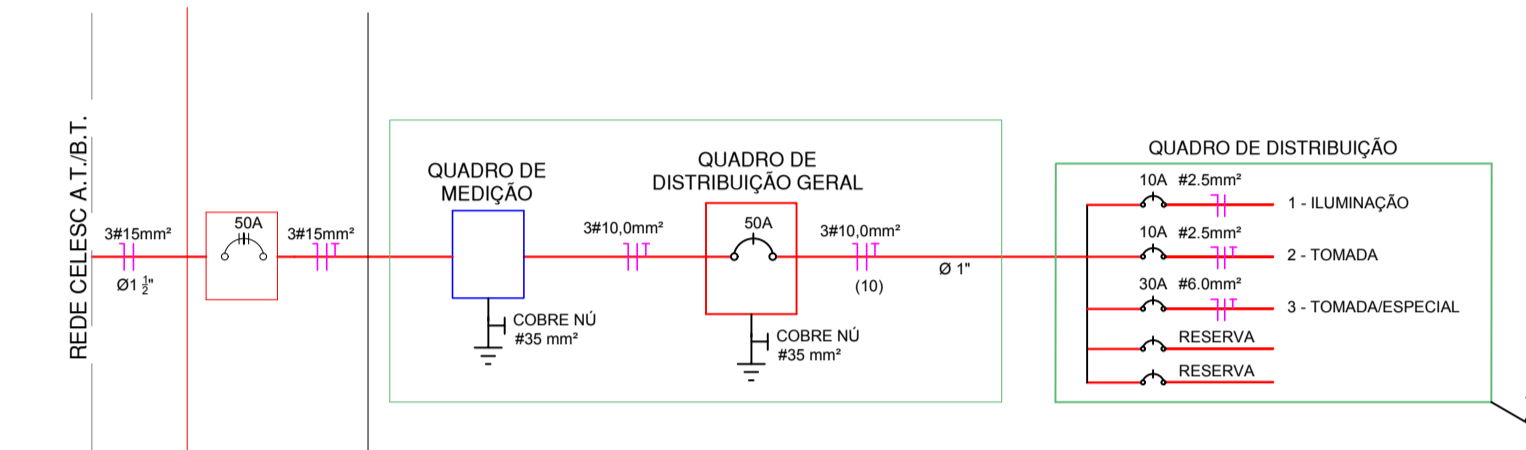 REDE CELESC A.T./B.T.
3#15mm²
Ø1 ½"
50A
3#15mm²
QUADRO DE
MEDIÇÃO
COBRE NÚ
#35 mm²
3#10,0mm²
QUADRO DE
DISTRIBUIÇÃO GERAL
50A
COBRE NÚ
#35 mm²
3#10,0mm²
(10)
Ø 1"
QUADRO DE DISTRIBUIÇÃO
10A #2.5mm²
1 - ILUMINAÇÃO
10A #2.5mm²
2 - TOMADA
30A #6.0mm²
3 - TOMADA/ESPECIAL
RESERVA
RESERVA